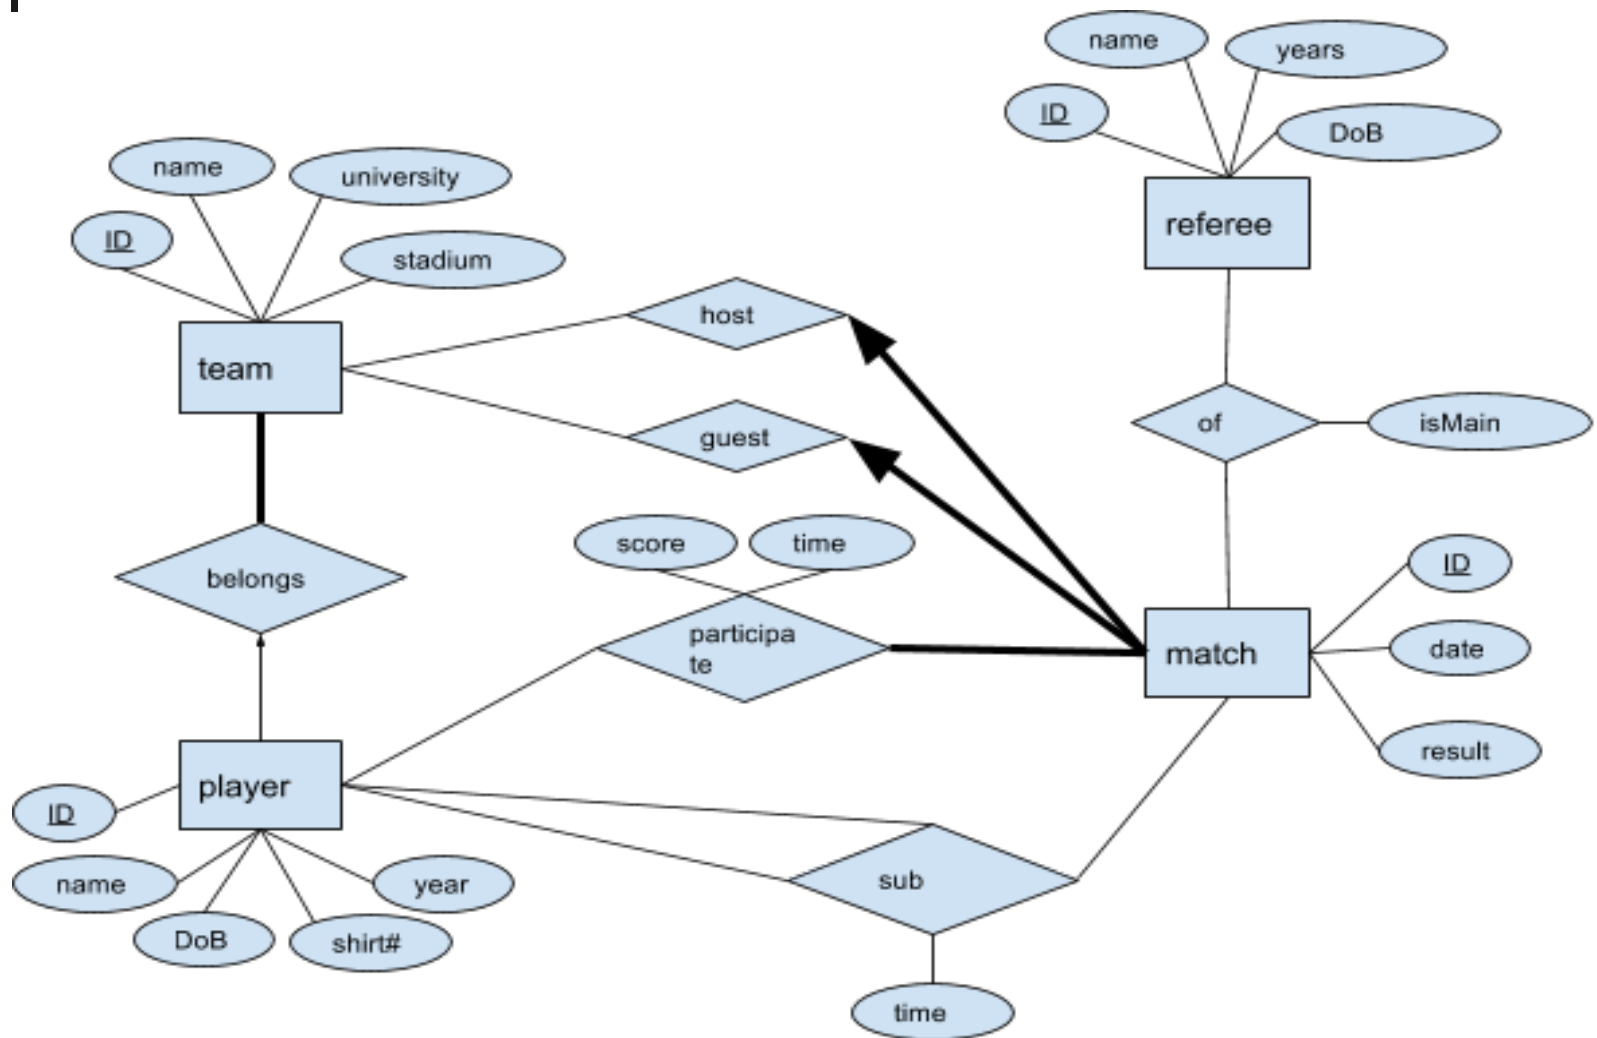 name
years
ID
DoB
referee
name
university
ID
stadium
team
host
guest
of
isMain
belongs
score
time
participa
te
match
ID
date
result
player
ID
name
year
DoB
shirt#
sub
time